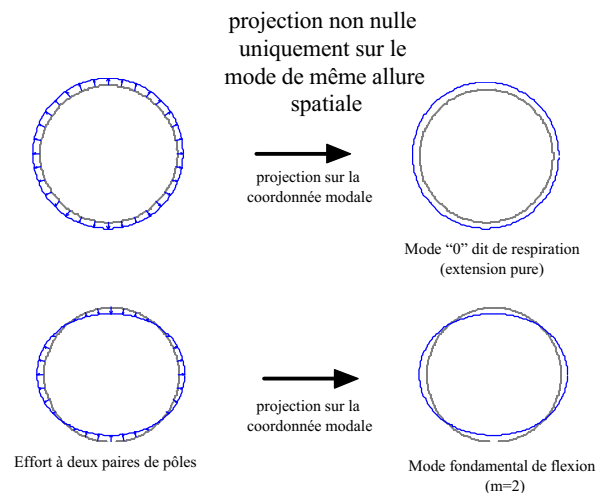 projection non nulle
uniquement sur le
mode de même allure
spatiale
projection sur la
coordonnée modale
Mode “0” dit de respiration
(extension pure)
projection sur la
coordonnée modale
Effort à deux paires de pôles
Mode fondamental de flexion
(m=2)